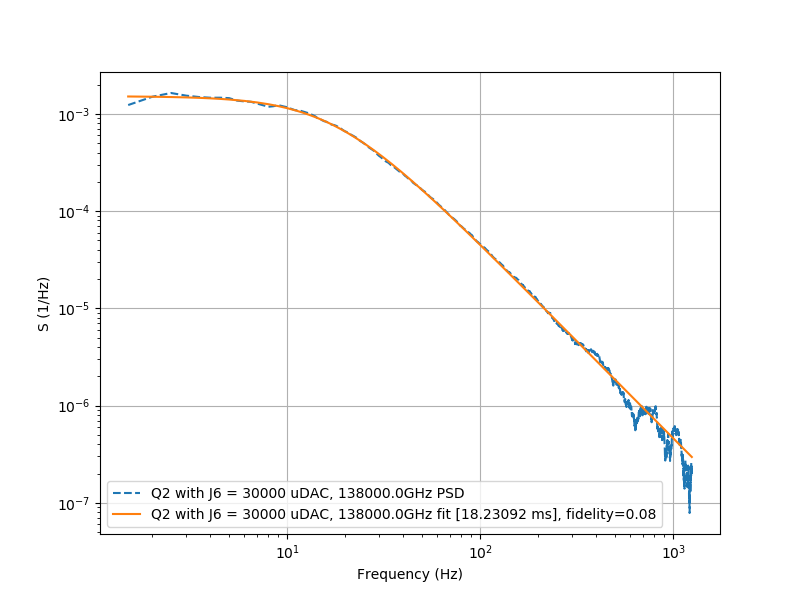 S (1/Hz)
10⁻³
10⁻⁴
10⁻⁵
10⁻⁶
10⁻⁷
Q2 with J6 = 30000 uDAC, 138000.0GHz PSD
Q2 with J6 = 30000 uDAC, 138000.0GHz fit [18.23092 ms], fidelity=0.08
10¹ 10² 10³
Frequency (Hz)